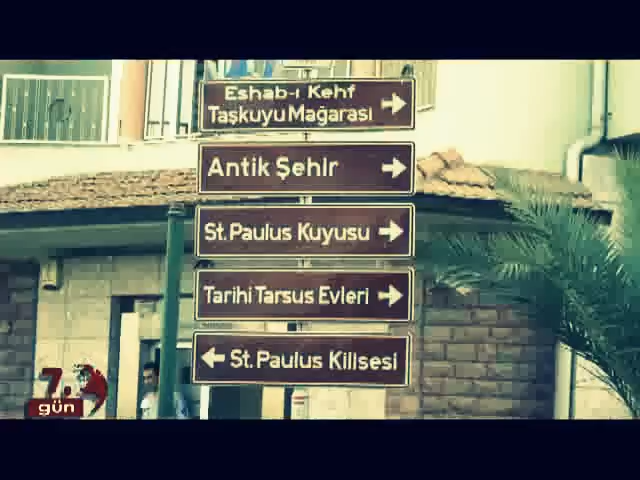 Eshab-ı Kehf
Taşkuyu Mağarası
Antik Şehir
St. Paulus Kuyusu
Tarihi Tarsus Evleri
St. Paulus Kilisesi
7.
gün